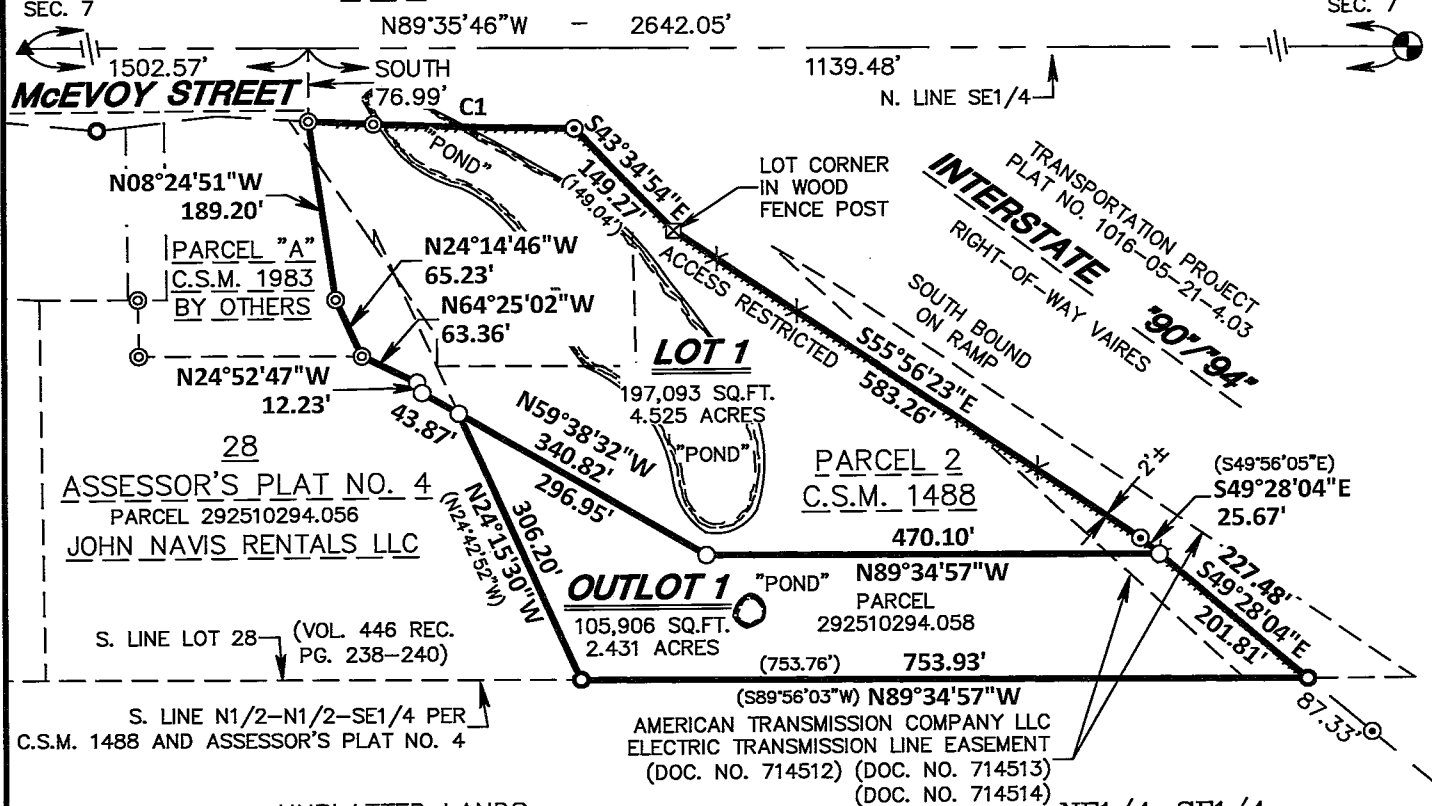 SEC. 7
SEC. 7
N89°35'46"W - 2642.05'
1502.57'
SOUTH
76.99'
1139.48'
N. LINE SE1/4
McEVOY STREET
C1
"POND"
S43°34'54"E
149.27'
(149.04')
LOT CORNER
IN WOOD
FENCE POST
TRANSPORTATION PROJECT
PLAT NO. 1016-05-21-4.03
INTERSTATE
"90"/"94"
RIGHT-OF-WAY VAIRES
SOUTH BOUND
ON RAMP
ACCESS RESTRICTED
N08°24'51"W
189.20'
PARCEL "A"
C.S.M. 1983
BY OTHERS
N24°14'46"W
65.23'
N64°25'02"W
63.36'
N24°52'47"W
12.23'
43.87'
LOT 1
197,093 SQ.FT.
4.525 ACRES
"POND"
S55°56'23"E
583.26'
N59°38'32"W
340.82'
296.95'
28
ASSESSOR'S PLAT NO. 4
PARCEL 292510294.056
JOHN NAVIS RENTALS LLC
PARCEL 2
C.S.M. 1488
2'±
(S49°56'05"E)
S49°28'04"E
25.67'
470.10'
N89°34'57"W
306.20'
N24°15'30"W
(N24°42'52"W)
OUTLOT 1
105,906 SQ.FT.
2.431 ACRES
"POND"
PARCEL
292510294.058
227.48'
S49°28'04"E
201.81'
S. LINE LOT 28
(VOL. 446 REC.
PG. 238-240)
(753.76') 753.93'
(S89°56'03"W) N89°34'57"W
87.33'
S. LINE N1/2-N1/2-SE1/4 PER
C.S.M. 1488 AND ASSESSOR'S PLAT NO. 4
AMERICAN TRANSMISSION COMPANY LLC
ELECTRIC TRANSMISSION LINE EASEMENT
(DOC. NO. 714512) (DOC. NO. 714513)
(DOC. NO. 714514)